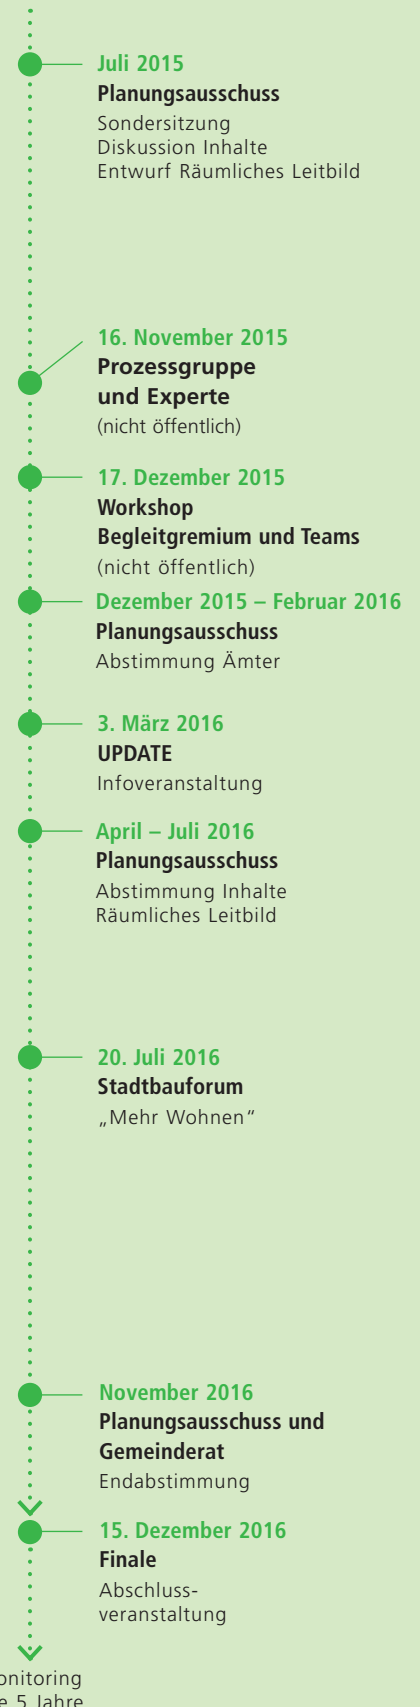 Juli 2015
Planungsausschuss
Sondersitzung
Diskussion Inhalte
Entwurf Räumliches Leitbild
16. November 2015
Prozessgruppe
und Experte
(nicht öffentlich)
17. Dezember 2015
Workshop
Begleitgremium und Teams
(nicht öffentlich)
Dezember 2015 – Februar 2016
Planungsausschuss
Abstimmung Ämter
3. März 2016
UPDATE
Infoveranstaltung
April – Juli 2016
Planungsausschuss
Abstimmung Inhalte
Räumliches Leitbild
20. Juli 2016
Stadtbauforum
„Mehr Wohnen“
November 2016
Planungsausschuss und
Gemeinderat
Endabstimmung
15. Dezember 2016
Finale
Abschluss-
veranstaltung
5 Jahre